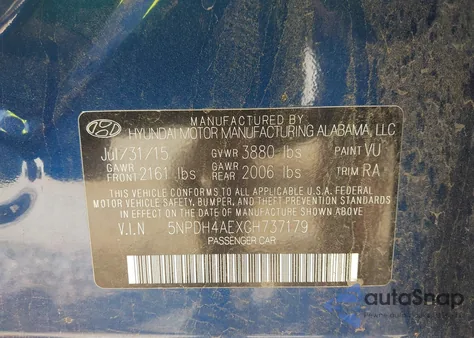 MANUFACTURED BY
HYUNDAI MOTOR MANUFACTURING ALABAMA, LLC
Jul/31/15 GVWR 3880 lbs PAINT VU
GAWR FRONT 2161 lbs GAWR REAR 2006 lbs TRIM RA
THIS VEHICLE CONFORMS TO ALL APPLICABLE U.S.A. FEDERAL
MOTOR VEHICLE SAFETY, BUMPER, AND THEFT PREVENTION
STANDARDS IN EFFECT ON THE DATE OF MANUFACTURE SHOWN ABOVE.
V.I.N 5NPDH4AEXGH737179
PASSENGER CAR
autoSnap